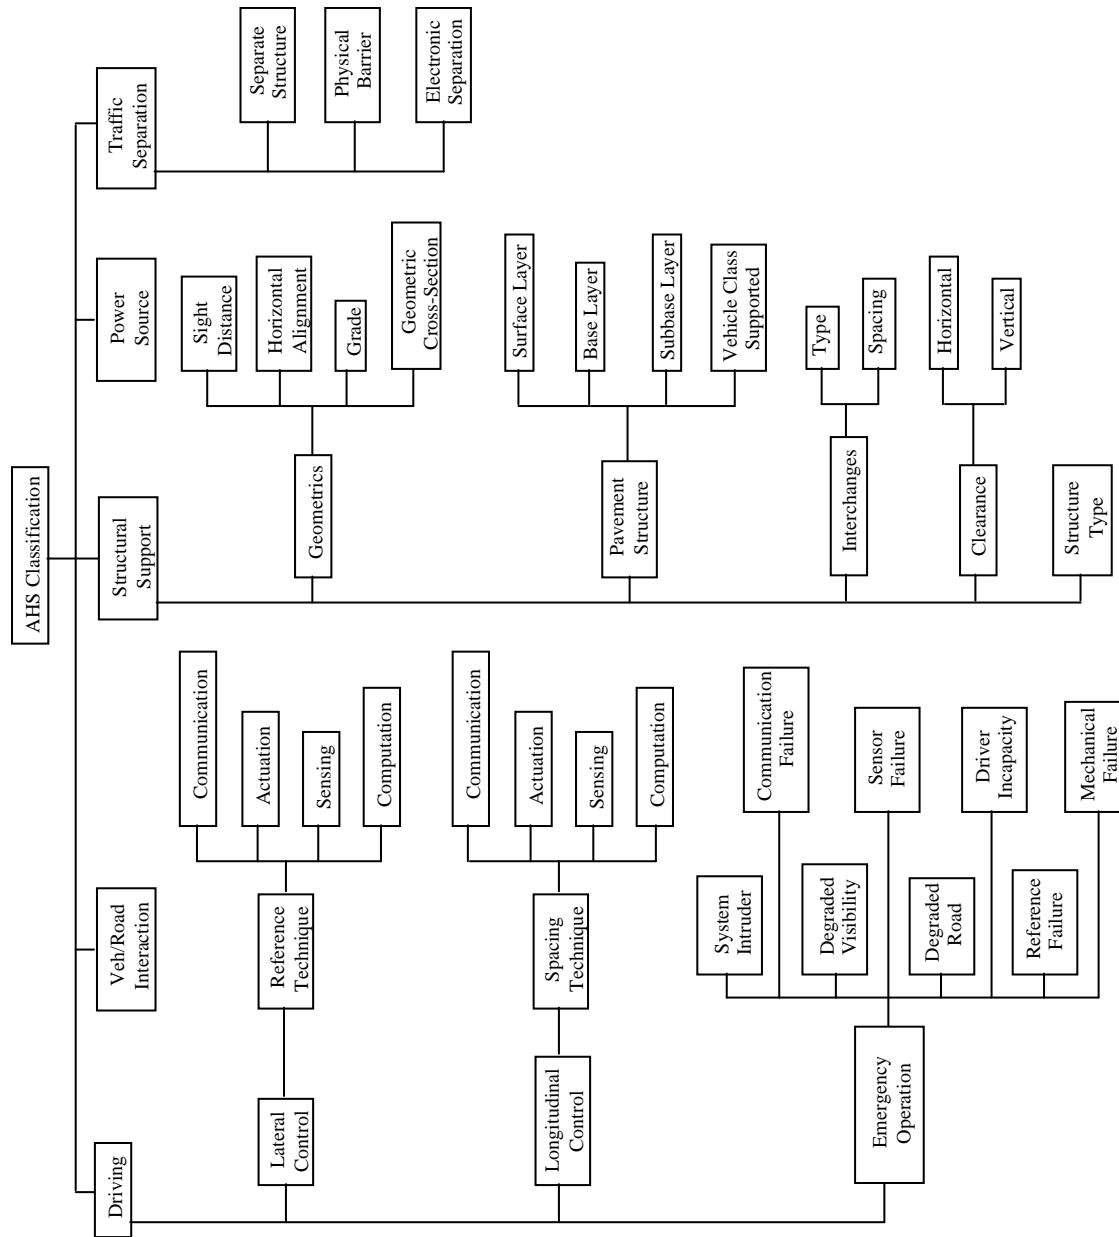 AHS Classification
Driving
Veh/Road
Interaction
Structural
Support
Power
Source
Traffic
Separation
Lateral
Control
Reference
Technique
Communication
Actuation
Sensing
Computation
Longitudinal
Control
Spacing
Technique
Communication
Actuation
Sensing
Computation
Emergency
Operation
System
Intruder
Communication
Failure
Degraded
Visibility
Sensor
Failure
Degraded
Road
Driver
Incapacity
Reference
Failure
Mechanical
Failure
Geometrics
Sight
Distance
Horizontal
Alignment
Grade
Geometric
Cross-Section
Pavement
Structure
Surface Layer
Base Layer
Subbase Layer
Vehicle Class
Supported
Interchanges
Type
Spacing
Clearance
Horizontal
Vertical
Structure
Type
Separate
Structure
Physical
Barrier
Electronic
Separation